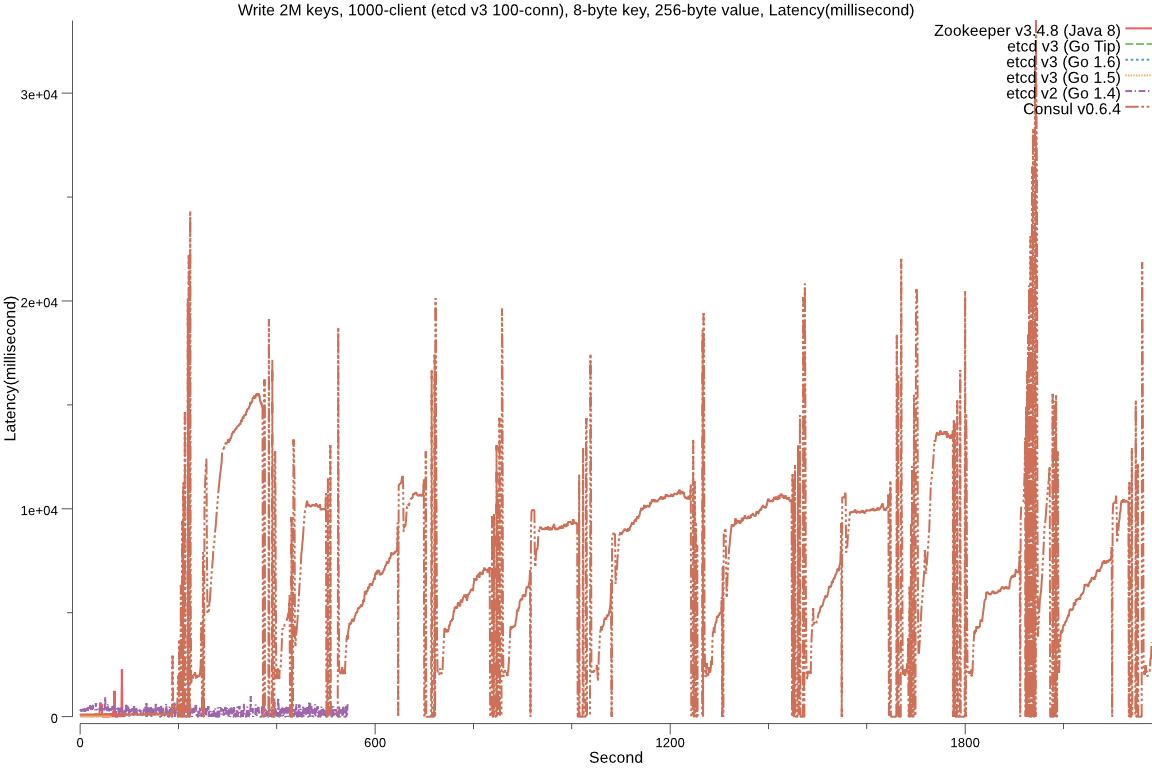 Write 2M keys, 1000-client (etcd v3 100-conn), 8-byte key, 256-byte value, Latency(millisecond)
Zookeeper v3.4.8 (Java 8)
etcd v3 (Go Tip)
etcd v3 (Go 1.6)
etcd v3 (Go 1.5)
etcd v2 (Go 1.4)
Consul v0.6.4
Latency(millisecond)
3e+04
2e+04
1e+04
0
0 600 1200 1800
Second